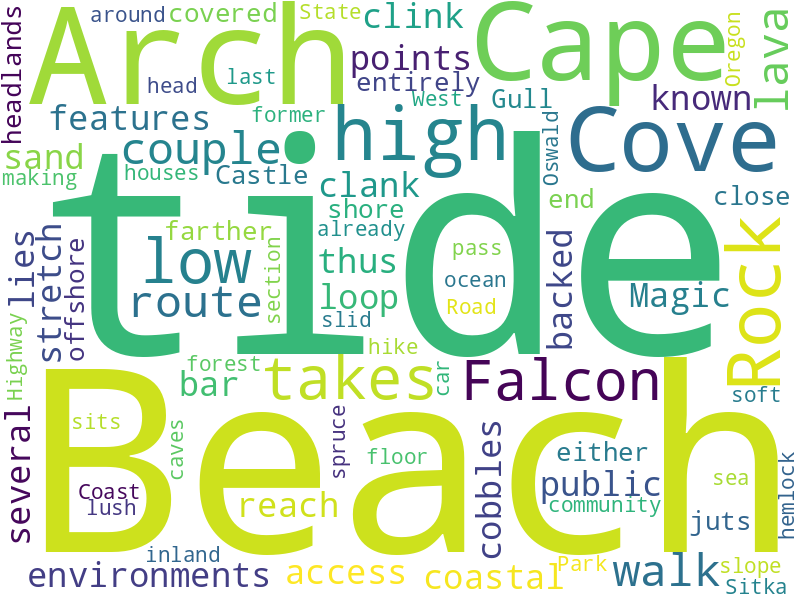 around
State
covered
clink
Cape
Oregon
lava
headlands
Arch
points
last
head
entirely
West
Gull
known
features
former
high
Cove
sand
couple
Oswald
making
houses
Castle
clank
close
tide
shore
end
Rock
lies
stretch
offshore
farther
already
pass
backed
low
section
thus
ocean
Magic
route
loop
Road
slid
Highway
hike
forest
bar
takes
car
Falcon
soft
Beach
several
sits
caves
spruce
floor
cobbles
either
public
sea
hemlock
Coast
lush
reach
community
juts
inland
environments
access
coastal
Park
walk
slope
Sitka